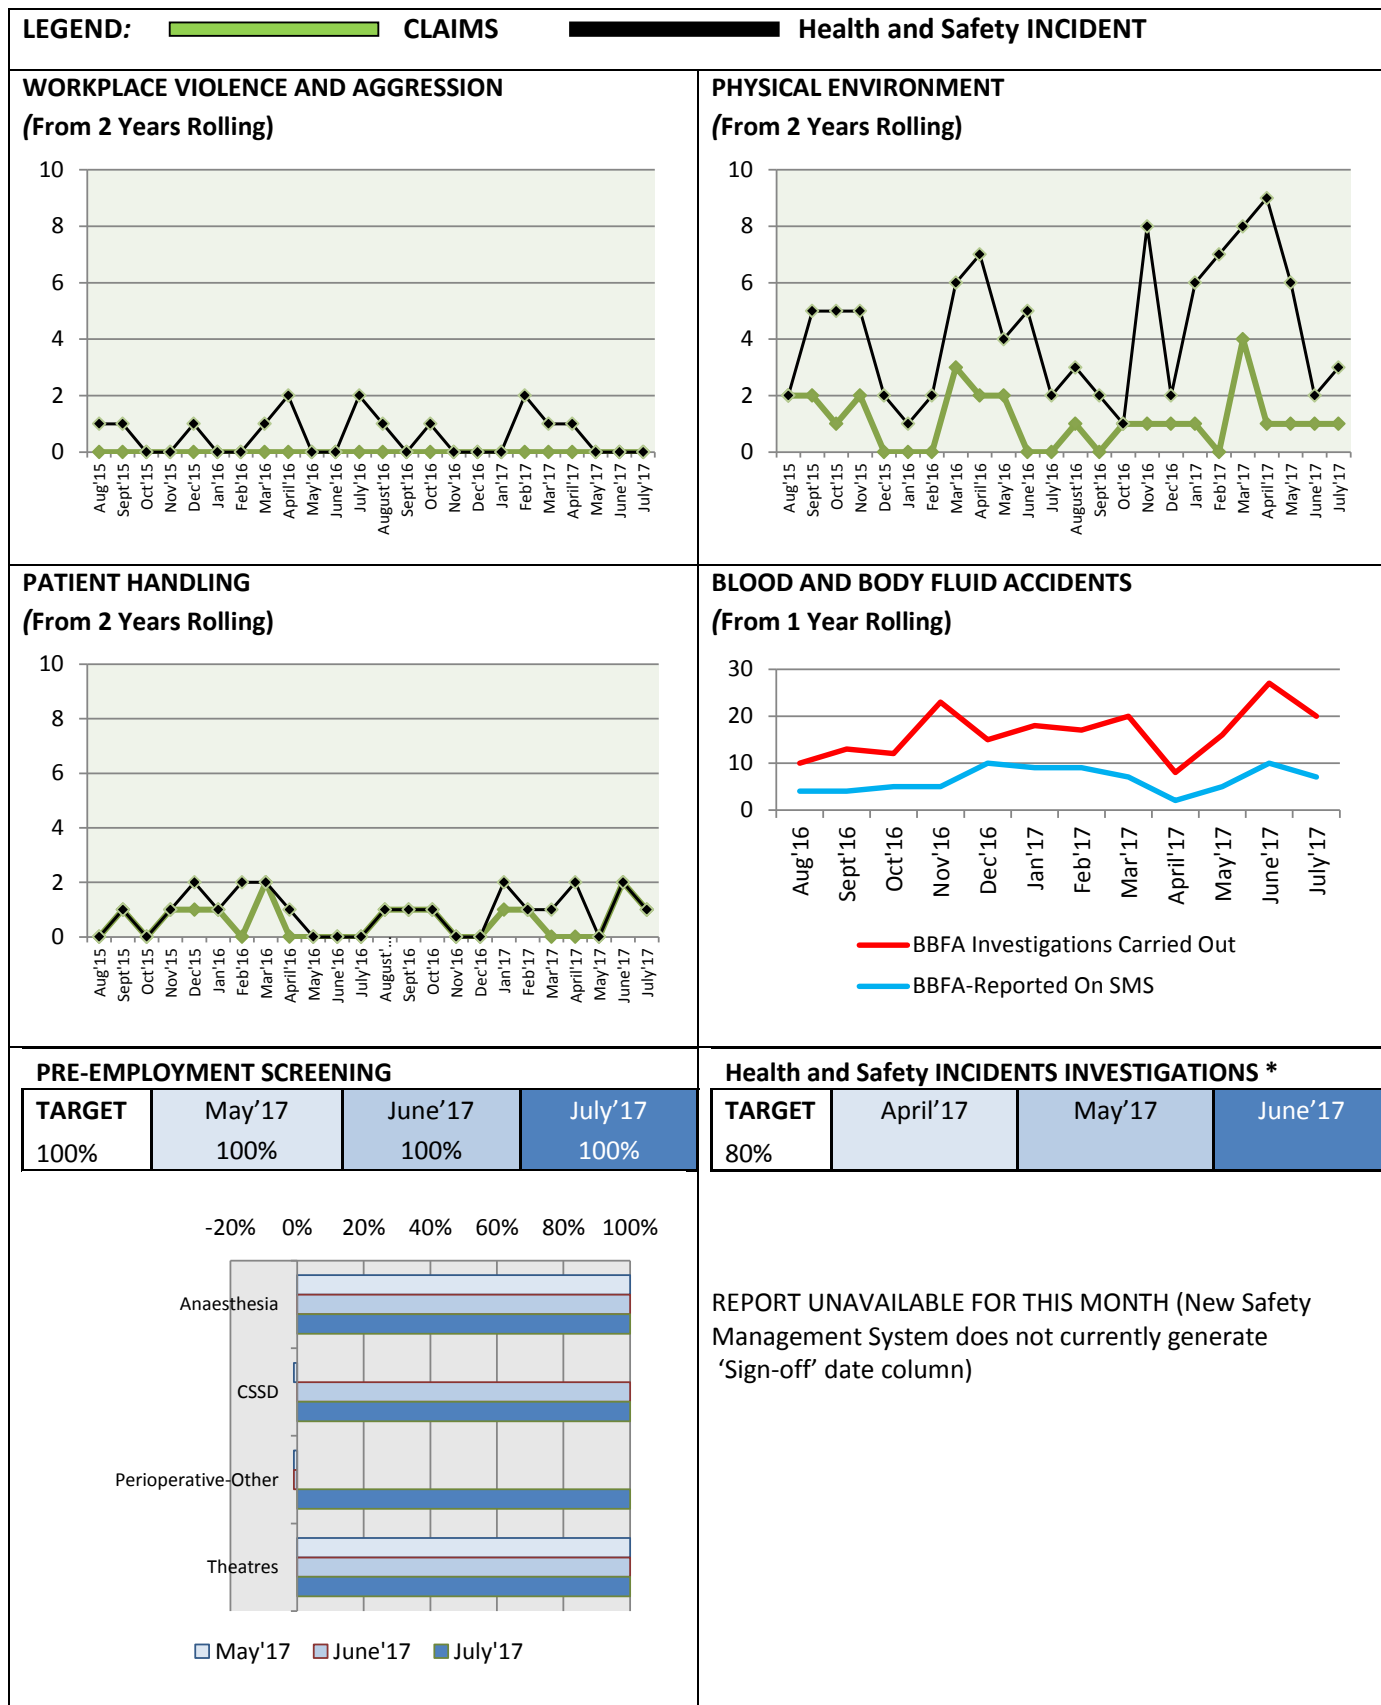 LEGEND: CLAIMS Health and Safety INCIDENT
WORKPLACE VIOLENCE AND AGGRESSION
(From 2 Years Rolling)
10
8
6
4
2
0
Aug'15
Sept'15
Oct'15
Nov'15
Dec'15
Jan'16
Feb'16
Mar'16
April'16
May'16
June'16
July'16
August'16
Sept'16
Oct'16
Nov'16
Dec'16
Jan'17
Feb'17
Mar'17
April'17
May'17
June'17
July'17
PHYSICAL ENVIRONMENT
(From 2 Years Rolling)
10
8
6
4
2
0
Aug'15
Sept'15
Oct'15
Nov'15
Dec'15
Jan'16
Feb'16
Mar'16
April'16
May'16
June'16
July'16
August'16
Sept'16
Oct'16
Nov'16
Dec'16
Jan'17
Feb'17
Mar'17
April'17
May'17
June'17
July'17
PATIENT HANDLING
(From 2 Years Rolling)
10
8
6
4
2
0
Aug'15
Sept'15
Oct'15
Nov'15
Dec'15
Jan'16
Feb'16
Mar'16
April'16
May'16
June'16
July'16
August'...
Sept'16
Oct'16
Nov'16
Dec'16
Jan'17
Feb'17
Mar'17
April'17
May'17
June'17
July'17
BLOOD AND BODY FLUID ACCIDENTS
(From 1 Year Rolling)
30
20
10
0
Aug'16
Sept'16
Oct'16
Nov'16
Dec'16
Jan'17
Feb'17
Mar'17
April'17
May'17
June'17
July'17
BBFA Investigations Carried Out
BBFA-Reported On SMS
PRE-EMPLOYMENT SCREENING
TARGET May’17 June’17 July’17
100% 100% 100% 100%
-20% 0% 20% 40% 60% 80% 100%
Anaesthesia
CSSD
Perioperative-Other
Theatres
May'17 June'17 July'17
Health and Safety INCIDENTS INVESTIGATIONS *
TARGET April’17 May’17 June’17
80%
REPORT UNAVAILABLE FOR THIS MONTH (New Safety
Management System does not currently generate
‘Sign-off’ date column)